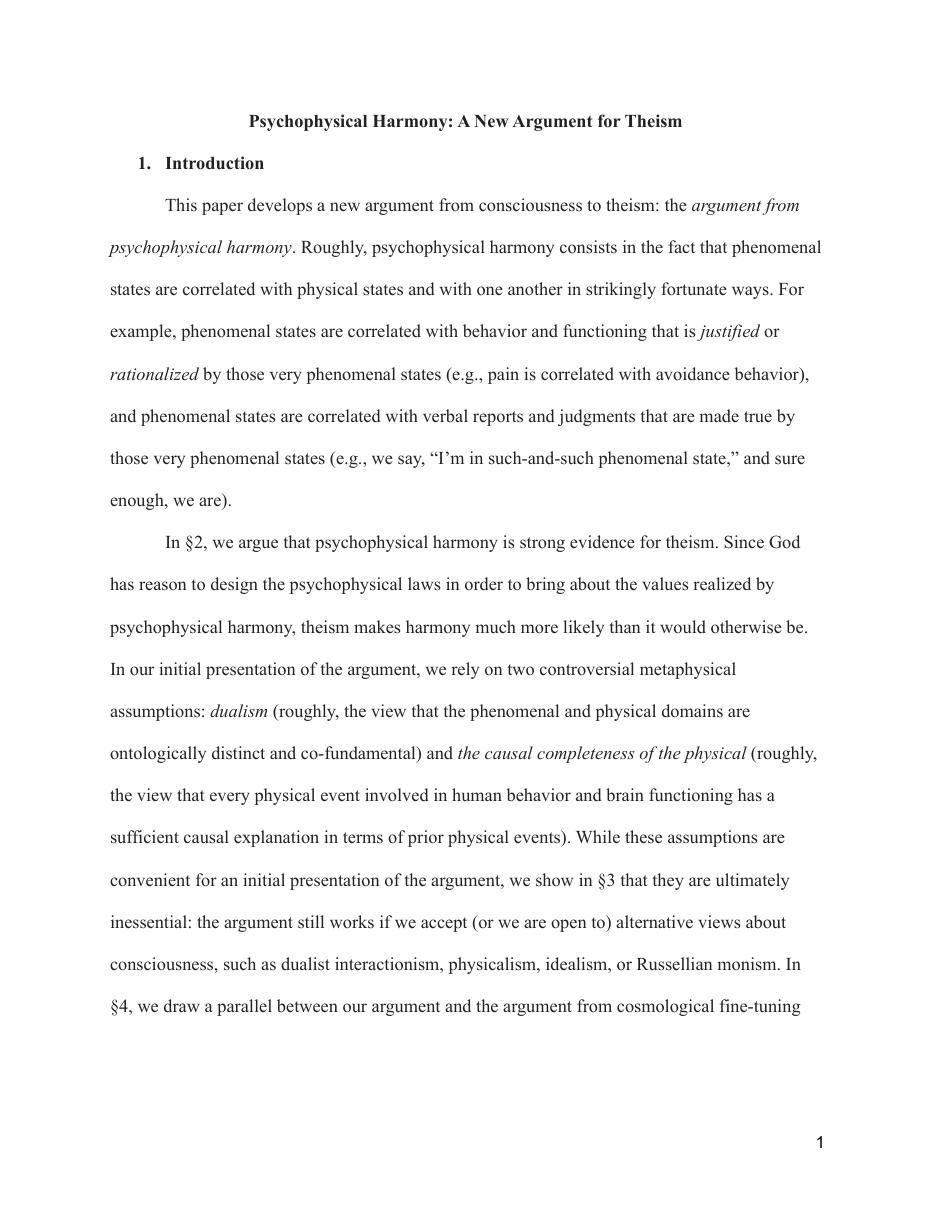 Psychophysical Harmony: A New Argument for Theism
1. Introduction
This paper develops a new argument from consciousness to theism: the argument from
psychophysical harmony. Roughly, psychophysical harmony consists in the fact that phenomenal
states are correlated with physical states and with one another in strikingly fortunate ways. For
example, phenomenal states are correlated with behavior and functioning that is justified or
rationalized by those very phenomenal states (e.g., pain is correlated with avoidance behavior),
and phenomenal states are correlated with verbal reports and judgments that are made true by
those very phenomenal states (e.g., we say, “I’m in such-and-such phenomenal state,” and sure
enough, we are).
In §2, we argue that psychophysical harmony is strong evidence for theism. Since God
has reason to design the psychophysical laws in order to bring about the values realized by
psychophysical harmony, theism makes harmony much more likely than it would otherwise be.
In our initial presentation of the argument, we rely on two controversial metaphysical
assumptions: dualism (roughly, the view that the phenomenal and physical domains are
ontologically distinct and co-fundamental) and the causal completeness of the physical (roughly,
the view that every physical event involved in human behavior and brain functioning has a
sufficient causal explanation in terms of prior physical events). While these assumptions are
convenient for an initial presentation of the argument, we show in §3 that they are ultimately
inessential: the argument still works if we accept (or we are open to) alternative views about
consciousness, such as dualist interactionism, physicalism, idealism, or Russellian monism. In
§4, we draw a parallel between our argument and the argument from cosmological fine-tuning
1